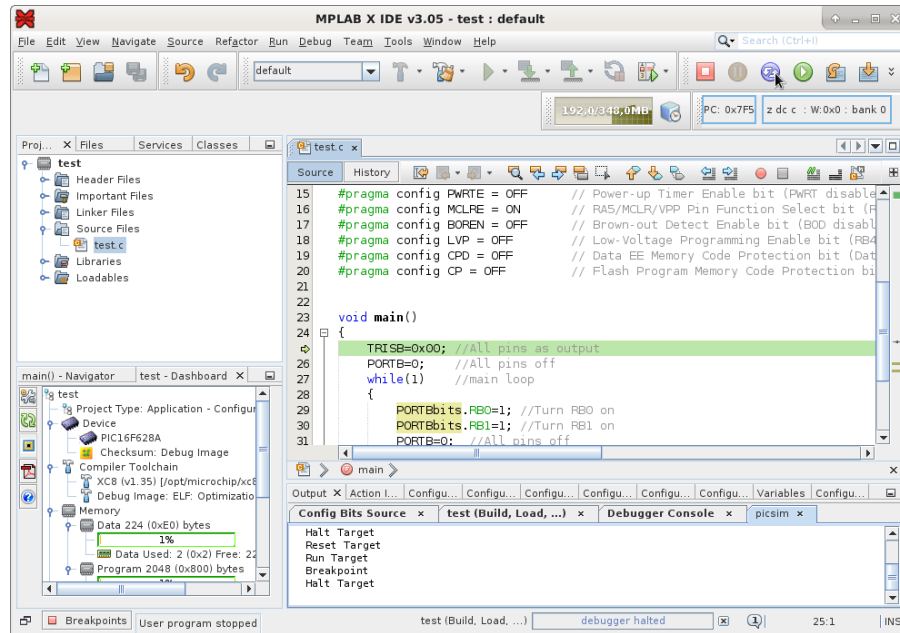 MPLAB X IDE v3.05 - test : default
File Edit View Navigate Source Refactor Run Debug Team Tools Window Help
Search (Ctrl+I)
default
192,0/348,0MB
PC: 0x7F5
z dc c : W:0x0 : bank 0
Proj... X Files Services Classes
test
Header Files
Important Files
Linker Files
Source Files
test.c
Libraries
Loadables
main() - Navigator test - Dashboard X
test
Project Type: Application - Configur
Device
PIC16F628A
Checksum: Debug Image
Compiler Toolchain
XC8 (v1.35) [/opt/microchip/xc8
Debug Image: ELF: Optimizatio
Memory
Data 224 (0xE0) bytes
1%
Data Used: 2 (0x2) Free: 22
Program 2048 (0x800) bytes
test.c x
Source History
15 #pragma config PWRTE = OFF // Power-up Timer Enable bit (PWRT disable
16 #pragma config MCLRE = ON // RA5/MCLR/VPP Pin Function Select bit (R
17 #pragma config BOREN = OFF // Brown-out Detect Enable bit (BOD disabl
18 #pragma config LVP = OFF // Low-Voltage Programming Enable bit (RB4
19 #pragma config CPD = OFF // Data EE Memory Code Protection bit (Dat
20 #pragma config CP = OFF // Flash Program Memory Code Protection bi
21
22
23 void main()
24 {
TRISB=0x00; //All pins as output
26 PORTB=0; //All pins off
27 while(1) //main loop
28 {
29 PORTBbits.RB0=1; //Turn RB0 on
30 PORTBbits.RB1=1; //Turn RB1 on
31 PORTB=0; //All pins off
main
Output X Action I... Configu... Configu... Configu... Configu... Configu... Configu... Variables Configu...
Config Bits Source x test (Build, Load, ...) x Debugger Console x picsim x
Halt Target
Reset Target
Run Target
Breakpoint
Halt Target
Breakpoints User program stopped
test (Build, Load, ...) debugger halted
25:1 INS